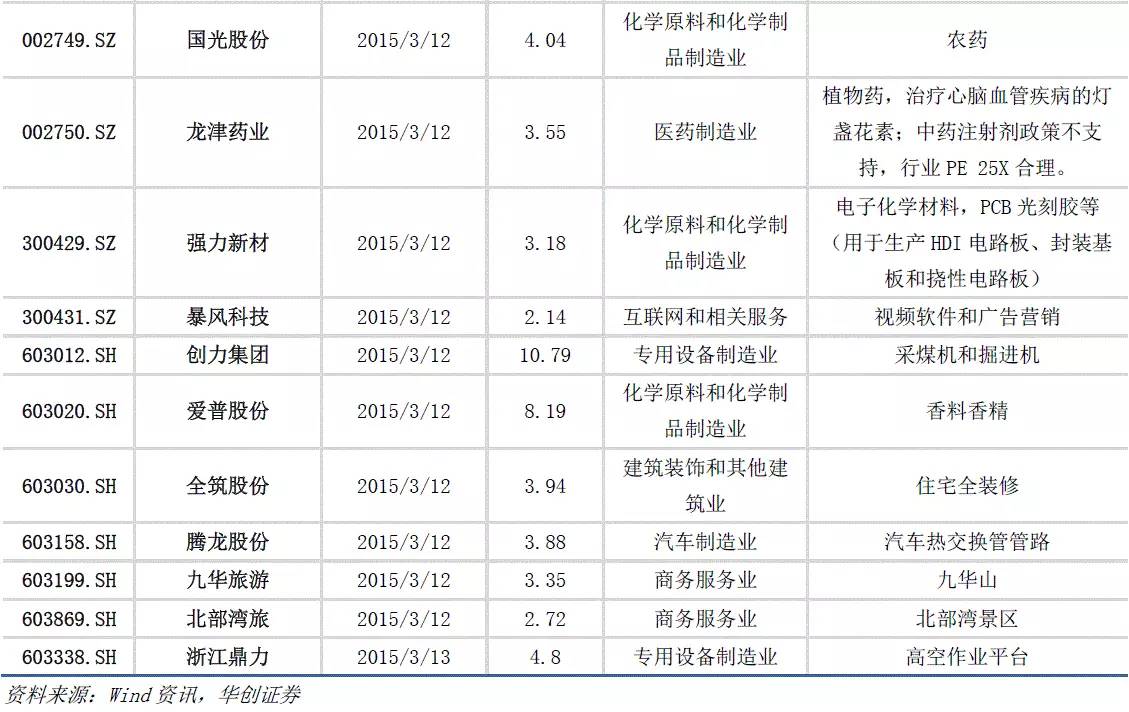 002749.SZ 国光股份 2015/3/12 4.04 化学原料和化学制 农药
品制造业
002750.SZ 龙津药业 2015/3/12 3.55 医药制造业 植物药，治疗心脑血管疾病的灯
盏花素；中药注射剂政策不支
持，行业 PE 25X 合理。
300429.SZ 强力新材 2015/3/12 3.18 化学原料和化学制 电子化学材料，PCB 光刻胶等
品制造业 （用于生产 HDI 电路板、封装基
板和挠性电路板）
300431.SZ 暴风科技 2015/3/12 2.14 互联网和相关服务 视频软件和广告营销
603012.SH 创力集团 2015/3/12 10.79 专用设备制造业 采煤机和掘进机
603020.SH 爱普股份 2015/3/12 8.19 化学原料和化学制 香料香精
品制造业
603030.SH 全筑股份 2015/3/12 3.94 建筑装饰和其他建 住宅全装修
筑业
603158.SH 腾龙股份 2015/3/12 3.88 汽车制造业 汽车热交换管管路
603199.SH 九华旅游 2015/3/12 3.35 商务服务业 九华山
603869.SH 北部湾旅 2015/3/12 2.72 商务服务业 北部湾景区
603338.SH 浙江鼎力 2015/3/13 4.8 专用设备制造业 高空作业平台
资料来源：Wind 资讯，华创证券